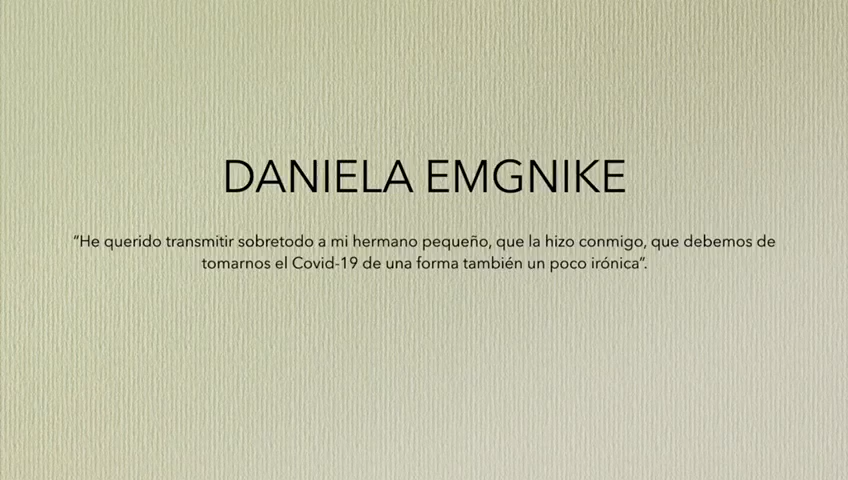 DANIELA EMGNIKE
“He querido transmitir sobretodo a mi hermano pequeño, que la hizo conmigo, que debemos de
tomarnos el Covid-19 de una forma también un poco irónica”.